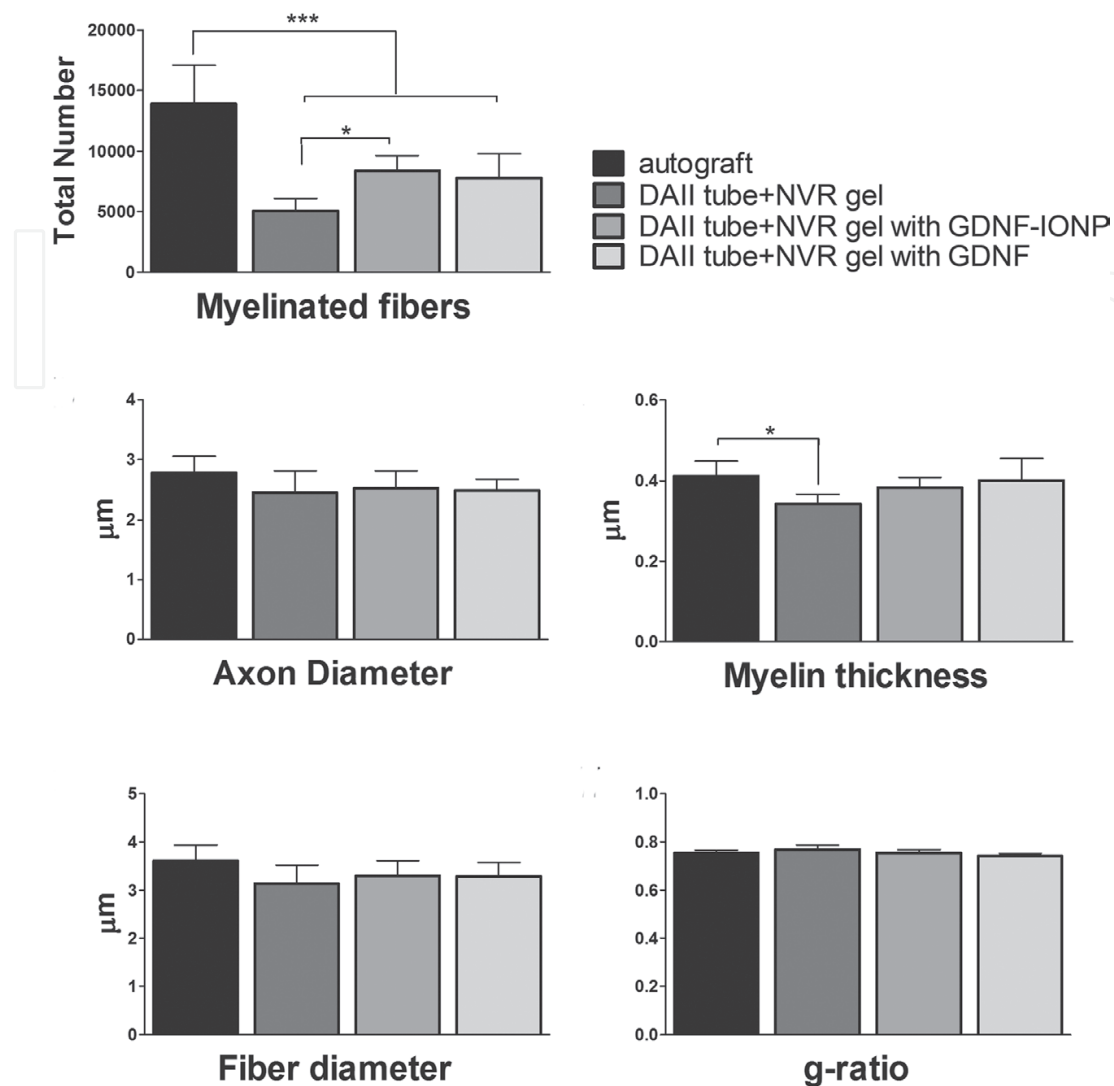 ***
20000
15000
10000
5000
0
Total Number
*
Myelinated fibers
autograft
DAII tube+NVR gel
DAII tube+NVR gel with GDNF-IONP
DAII tube+NVR gel with GDNF
4
3
2
1
0
μm
Axon Diameter
0.6
0.4
0.2
0.0
μm
*
Myelin thickness
5
4
3
2
1
0
μm
Fiber diameter
1.0
0.8
0.6
0.4
0.2
0.0
g-ratio